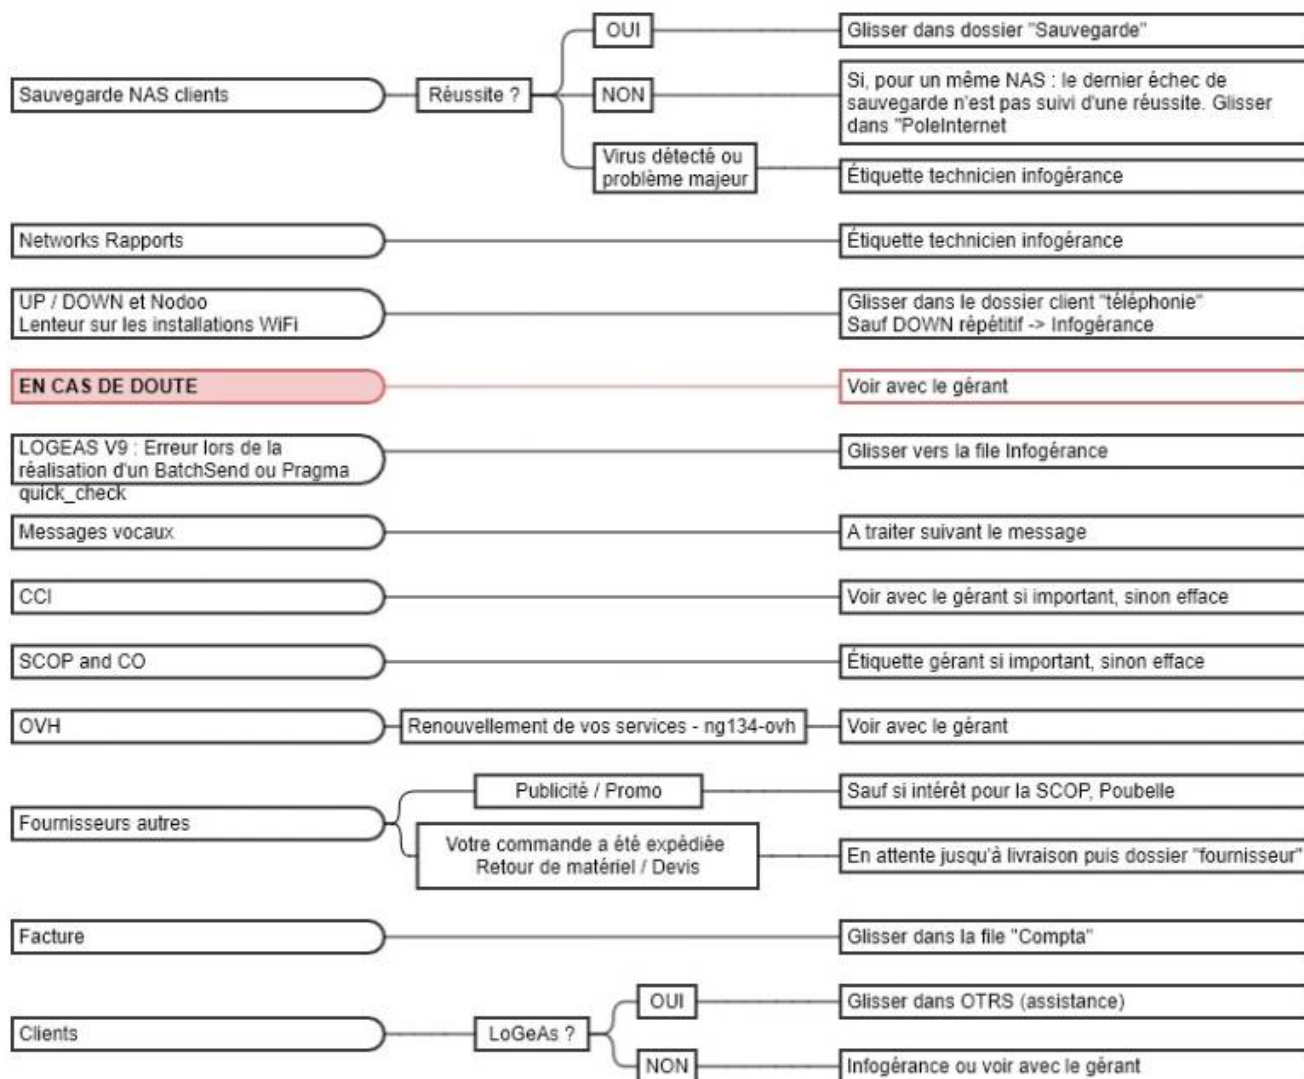 OUI
Glisser dans dossier "Sauvegarde"
Sauvegarde NAS clients
Réussite ?
NON
Si, pour un même NAS : le dernier échec de
sauvegarde n'est pas suivi d'une réussite. Glisser
dans "PoleInternet
Virus détecté ou
problème majeur
Étiquette technicien infogérance
Networks Rapports
Étiquette technicien infogérance
UP / DOWN et Nodoo
Lenteur sur les installations WiFi
Glisser dans le dossier client "téléphonie"
Sauf DOWN répétitif -> Infogérance
EN CAS DE DOUTE
Voir avec le gérant
LOGEAS V9 : Erreur lors de la
réalisation d'un BatchSend ou Pragma
quick_check
Glisser vers la file Infogérance
Messages vocaux
A traiter suivant le message
CCI
Voir avec le gérant si important, sinon efface
SCOP and CO
Étiquette gérant si important, sinon efface
OVH
Renouvellement de vos services - ng134-ovh
Voir avec le gérant
Fournisseurs autres
Publicité / Promo
Sauf si intérêt pour la SCOP, Poubelle
Votre commande a été expédiée
Retour de matériel / Devis
En attente jusqu'à livraison puis dossier "fournisseur"
Facture
Glisser dans la file "Compta"
Clients
LoGeAs ?
OUI
Glisser dans OTRS (assistance)
NON
Infogérance ou voir avec le gérant